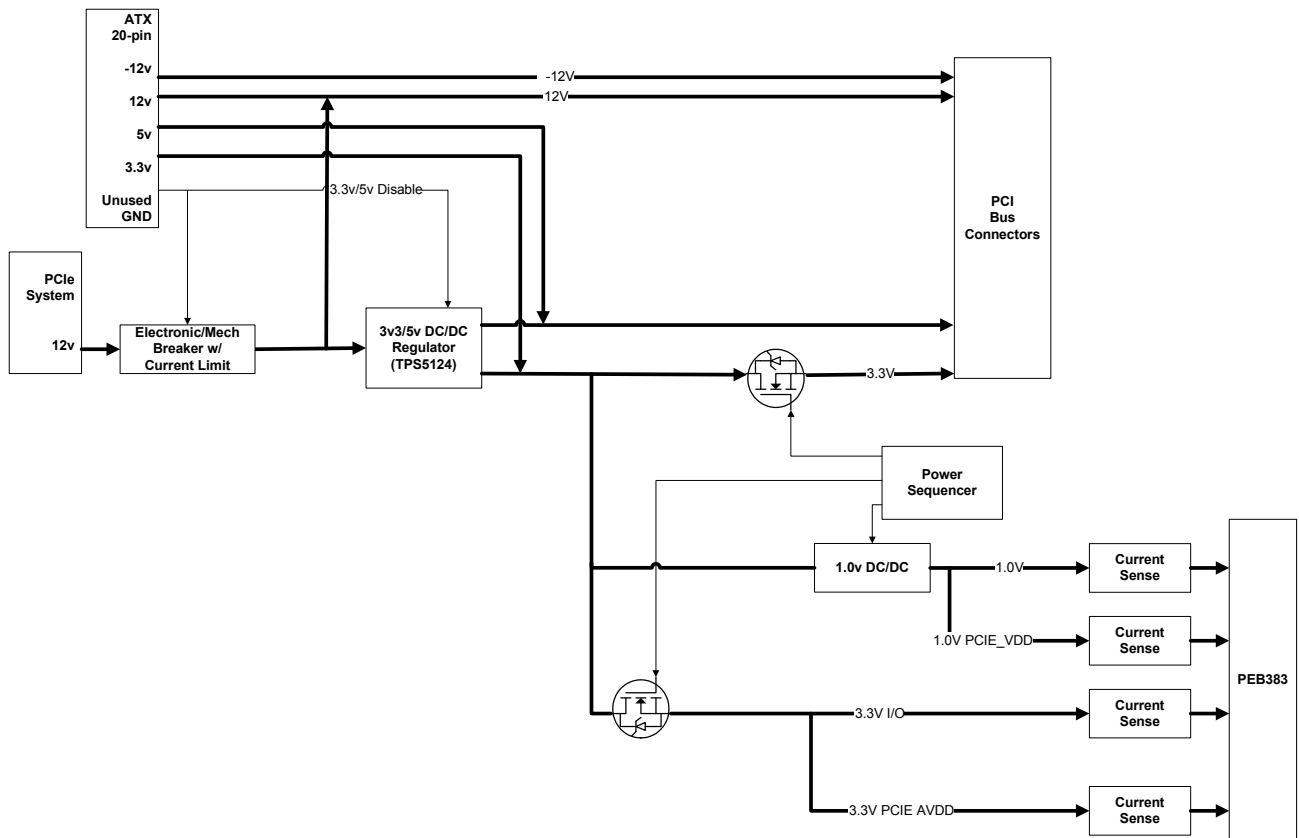 ATX
20-pin
-12v
12v
5v
3.3v
Unused
GND
-12V
12V
3.3v/5v Disable
PCI
Bus
Connectors
PCIe
System
12v
Electronic/Mech
Breaker w/
Current Limit
3v3/5v DC/DC
Regulator
(TPS5124)
3.3V
Power
Sequencer
1.0v DC/DC
1.0V
Current
Sense
1.0V PCIE_VDD
Current
Sense
PEB383
3.3V I/O
Current
Sense
3.3V PCIE AVDD
Current
Sense